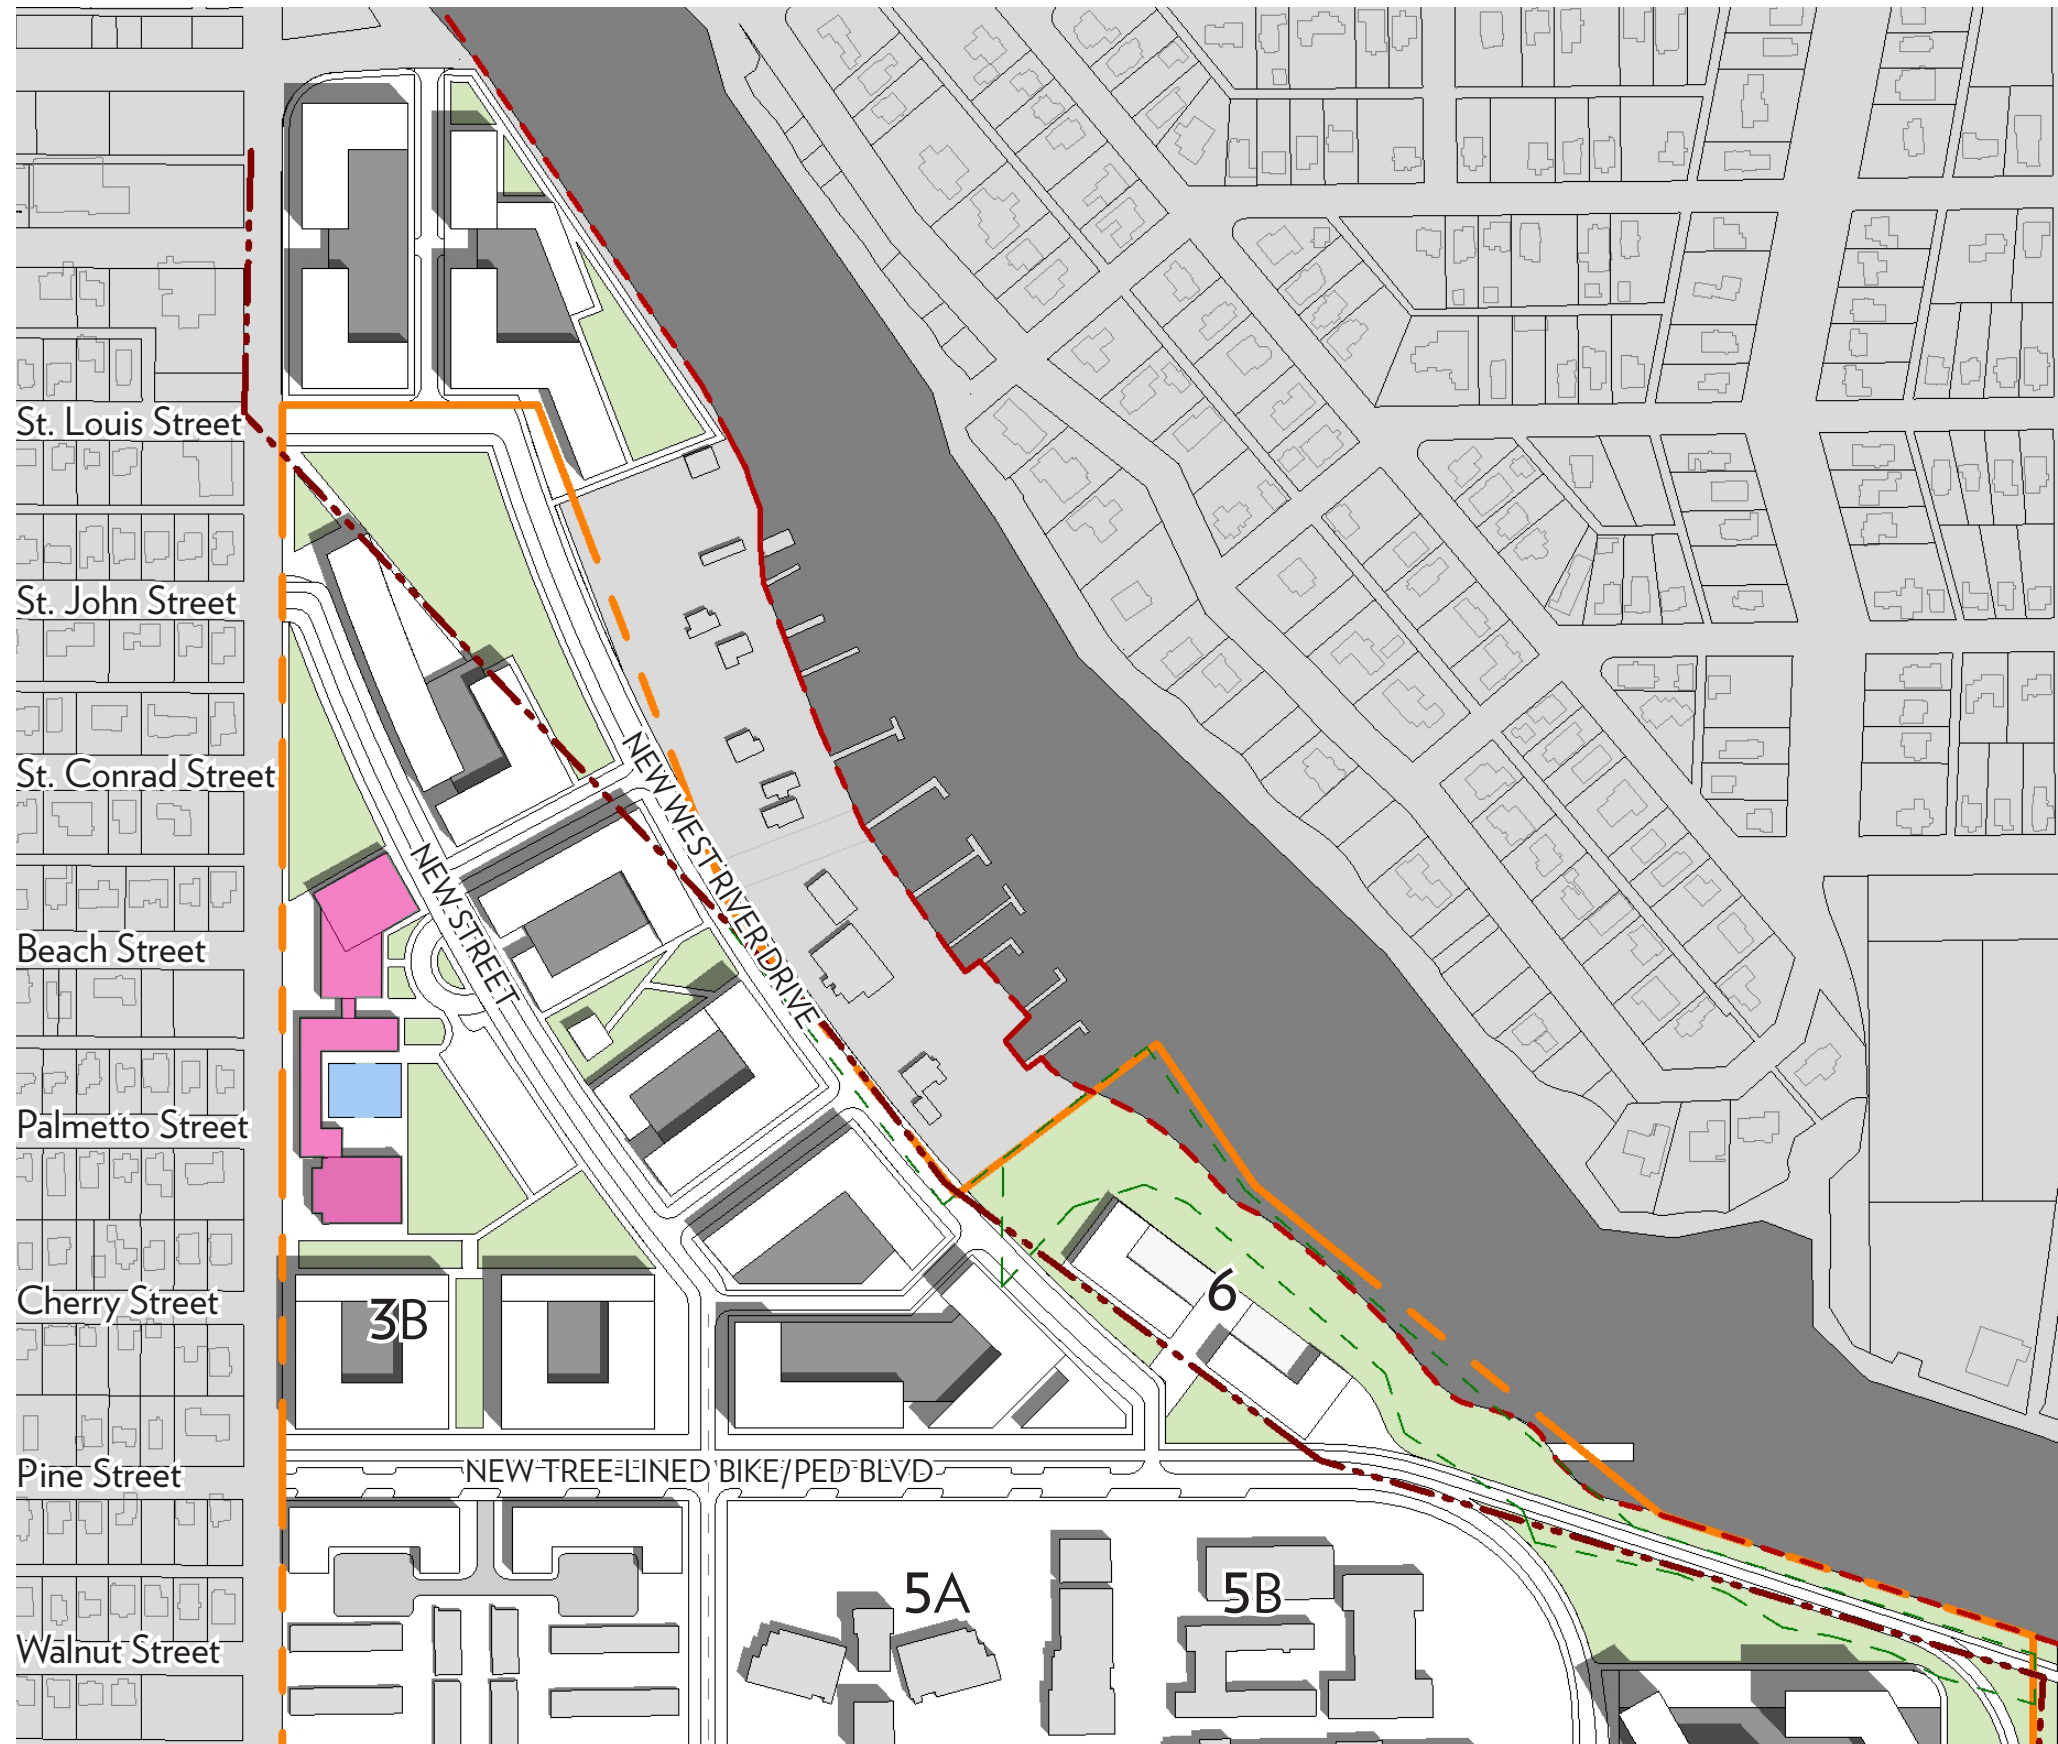 St. Louis Street
St. John Street
St. Conrad Street
NEW WEST RIVER DRIVE
NEW STREET
Beach Street
Palmetto Street
Cherry Street
3B
6
Pine Street
NEW TREE-LINED BIKE/PED BLVD
5A
5B
Walnut Street